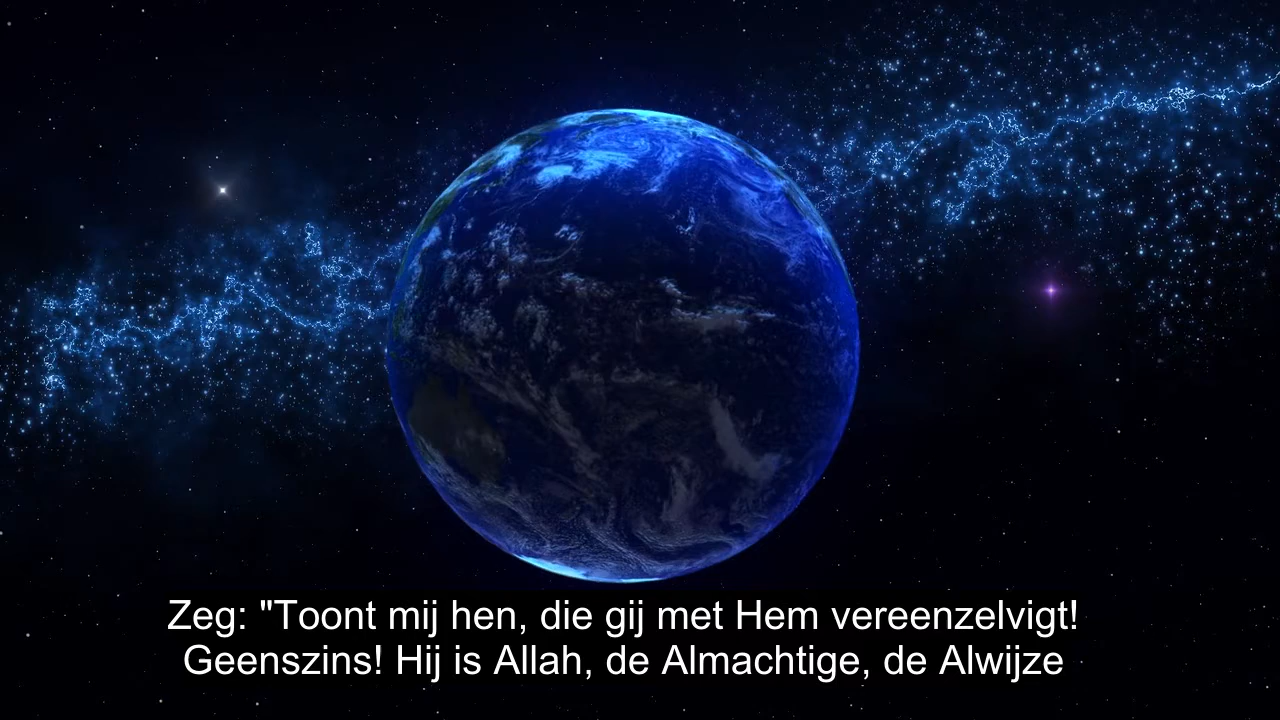 Zeg: "Toont mij hen, die gij met Hem vereenzelvigt!
Geenszins! Hij is Allah, de Almachtige, de Alwijze